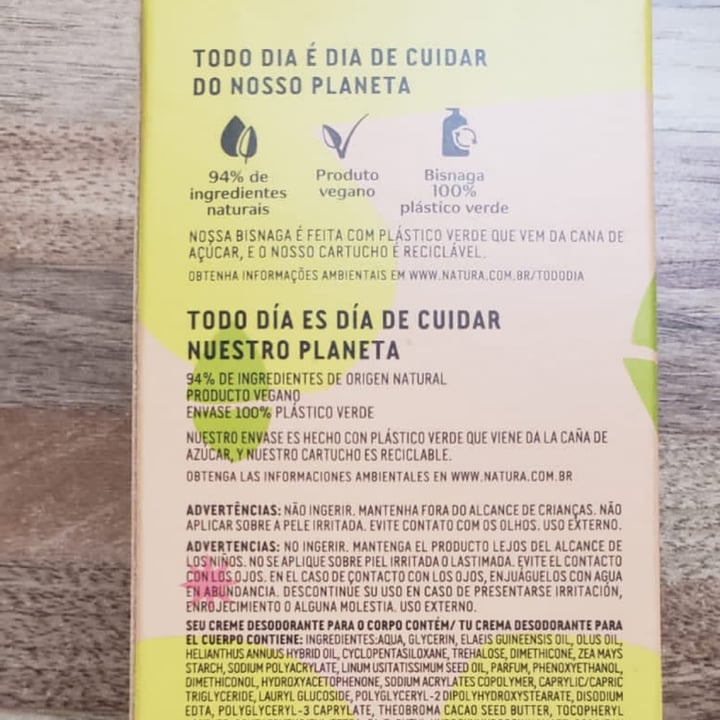 TODO DIA É DIA DE CUIDAR
DO NOSSO PLANETA
94% de
ingredientes
naturais
Produto
vegano
Bisnaga
100%
plástico verde
NOSSA BISNAGA É FEITA COM PLÁSTICO VERDE QUE VEM DA CANA DE
AÇÚCAR, E O NOSSO CARTUCHO É RECICLÁVEL.
OBTENHA INFORMAÇÕES AMBIENTAIS EM WWW.NATURA.COM.BR/TODODIA
TODO DÍA ES DÍA DE CUIDAR
NUESTRO PLANETA
94% DE INGREDIENTES DE ORIGEN NATURAL
PRODUCTO VEGANO
ENVASE 100% PLÁSTICO VERDE
NUESTRO ENVASE ES HECHO CON PLÁSTICO VERDE QUE VIENE DA LA CAÑA DE
AZÚCAR, Y NUESTRO CARTUCHO ES RECICLABLE.
OBTENGA LAS INFORMACIONES AMBIENTALES EN WWW.NATURA.COM.BR
ADVERTÊNCIAS: NÃO INGERIR. MANTENHA FORA DO ALCANCE DE CRIANÇAS. NÃO
APLICAR SOBRE A PELE IRRITADA. EVITE CONTATO COM OS OLHOS. USO EXTERNO.
ADVERTENCIAS: NO INGERIR. MANTENGA EL PRODUCTO LEJOS DEL ALCANCE DE
LOS NIÑOS. NO SE APLIQUE SOBRE PIEL IRRITADA O LASTIMADA. EVITE EL CONTACTO
CON LOS OJOS. EN EL CASO DE CONTACTO CON LOS OJOS, ENJUÁGUELOS CON AGUA
EN ABUNDANCIA. DESCONTINÚE SU USO EN CASO DE PRESENTARSE IRRITACIÓN,
ENROJECIMIENTO O ALGUNA MOLESTIA. USO EXTERNO.
SEU CREME DESODORANTE PARA O CORPO CONTÉM/ TU CREMA DESODORANTE PARA
EL CUERPO CONTIENE: INGREDIENTES:AQUA, GLYCERIN, ELAEIS GUINEENSIS OIL, OLUS OIL,
HELIANTHUS ANNUUS HYBRID OIL, CYCLOPENTASILOXANE, TREHALOSE, DIMETHICONE, ZEA MAYS
STARCH, SODIUM POLYACRYLATE, LINUM USITATISSIMUM SEED OIL, PARFUM, PHENOXYETHANOL,
DIMETHICONOL, HYDROXYACETOPHENONE, SODIUM ACRYLATES COPOLYMER, CAPRYLIC/CAPRIC
TRIGLYCERIDE, LAURYL GLUCOSIDE, POLYGLYCERYL-2 DIPOLYHYDROXYSTEARATE, DISODIUM
EDTA, POLYGLYCERYL-3 CAPRYLATE, THEOBROMA CACAO SEED BUTTER, TOCOPHERYL